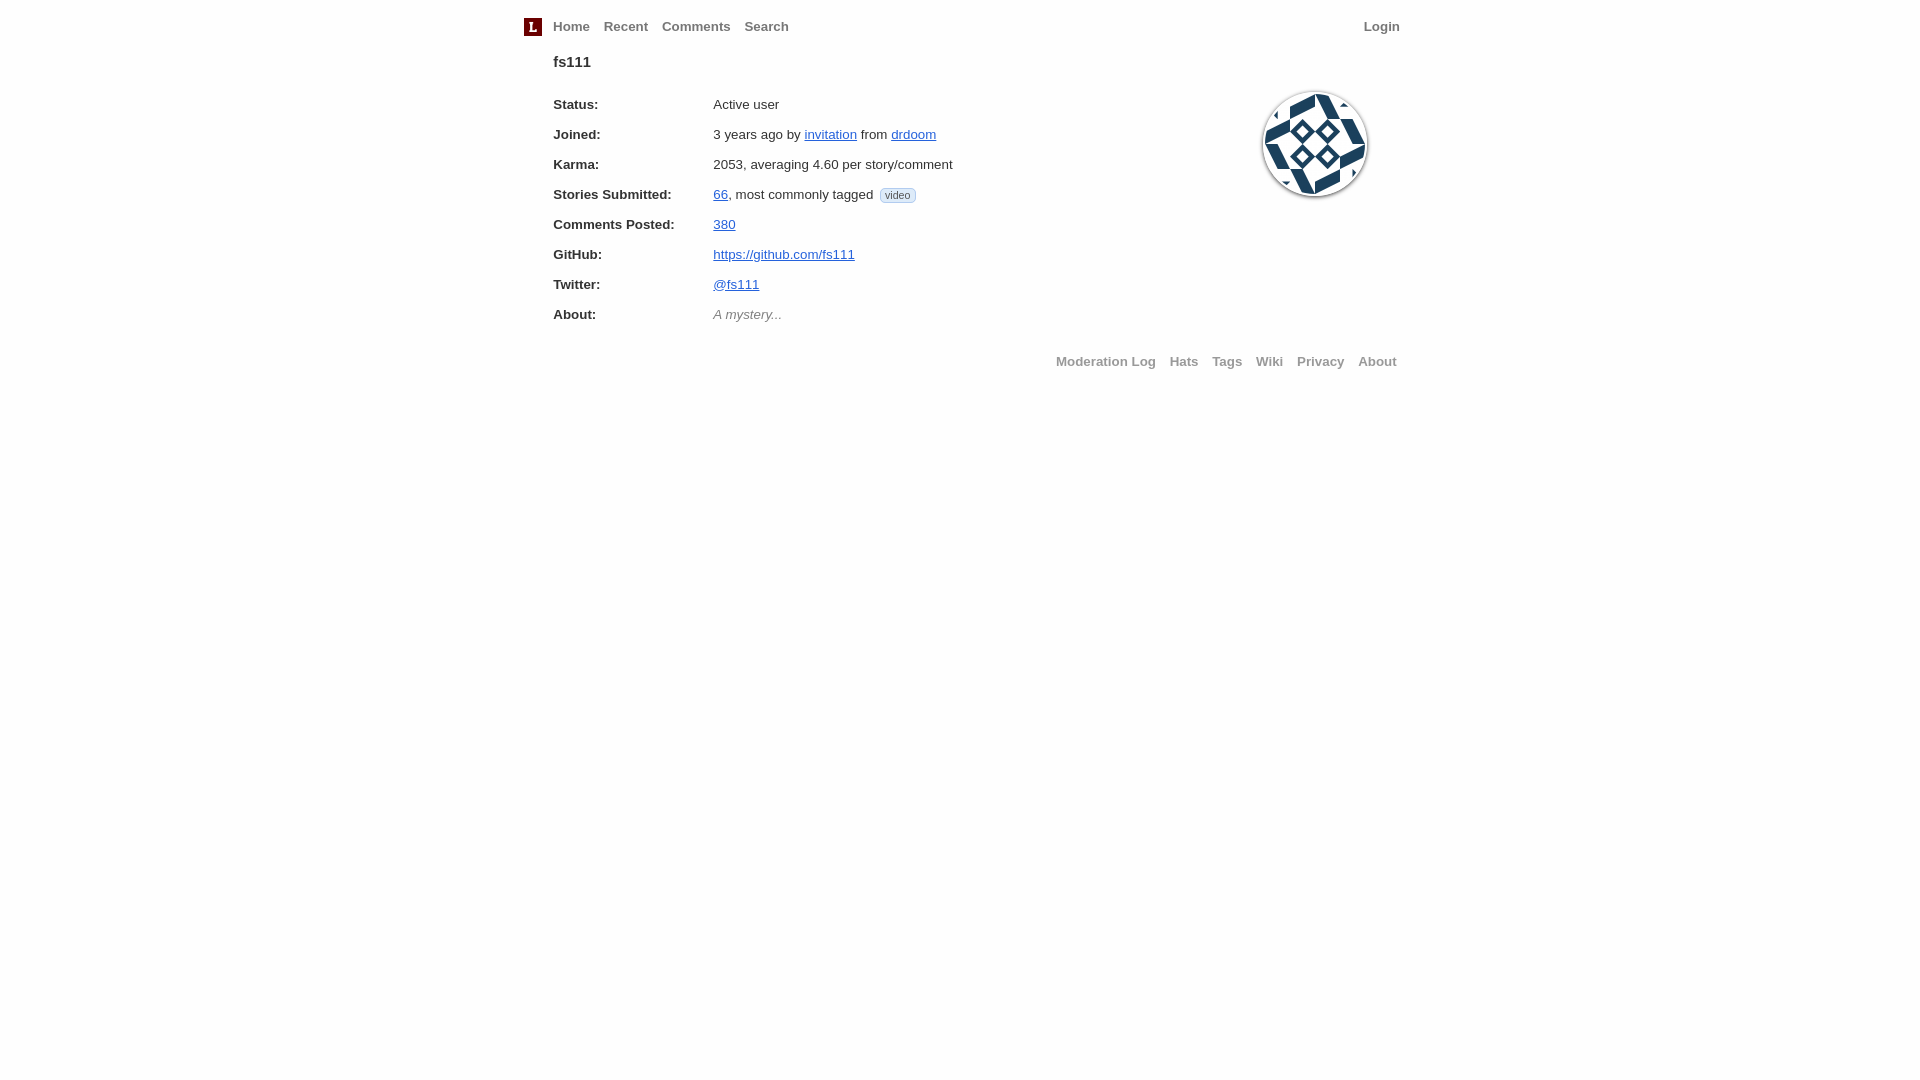 L Home Recent Comments Search Login
fs111
Status: Active user
Joined: 3 years ago by invitation from drdoom
Karma: 2053, averaging 4.60 per story/comment
Stories Submitted: 66, most commonly tagged video
Comments Posted: 380
GitHub: https://github.com/fs111
Twitter: @fs111
About: A mystery...
Moderation Log Hats Tags Wiki Privacy About